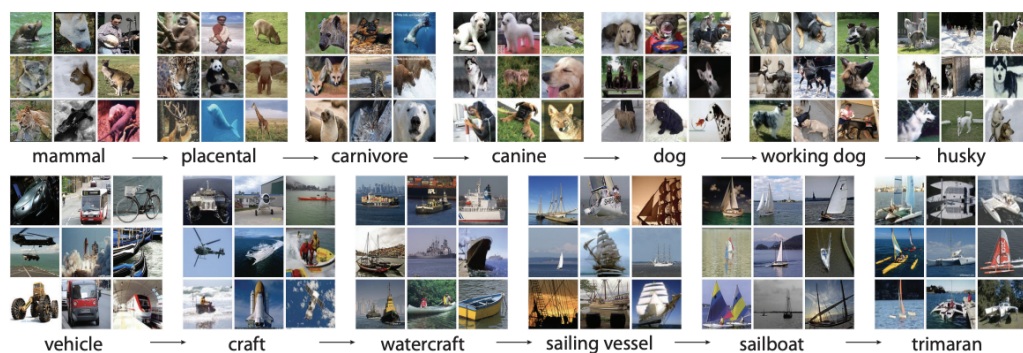 mammal placental carnivore canine dog working dog husky
vehicle craft watercraft sailing vessel sailboat trimaran